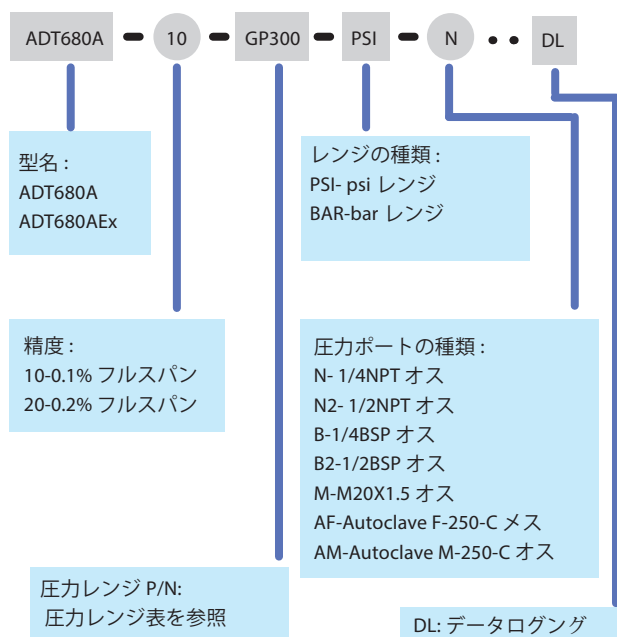 ADT680A - 10 - GP300 - PSI - N ・・ DL
型名 :
ADT680A
ADT680AEx
レンジの種類 :
PSI- psi レンジ
BAR-bar レンジ
精度 :
10-0.1% フルスパン
20-0.2% フルスパン
圧力ポートの種類 :
N- 1/4NPT オス
N2- 1/2NPT オス
B-1/4BSP オス
B2-1/2BSP オス
M-M20X1.5 オス
AF-Autoclave F-250-C メス
AM-Autoclave M-250-C オス
圧力レンジ P/N:
圧力レンジ表を参照
DL: データログング